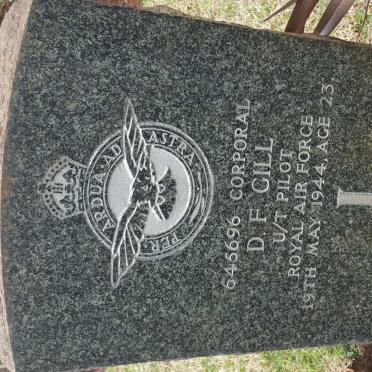 PER ARDUA AD ASTRA
646696 CORPORAL
D F GILL
U/T PILOT
ROYAL AIR FORCE
19TH MAY 1944. AGE 23.